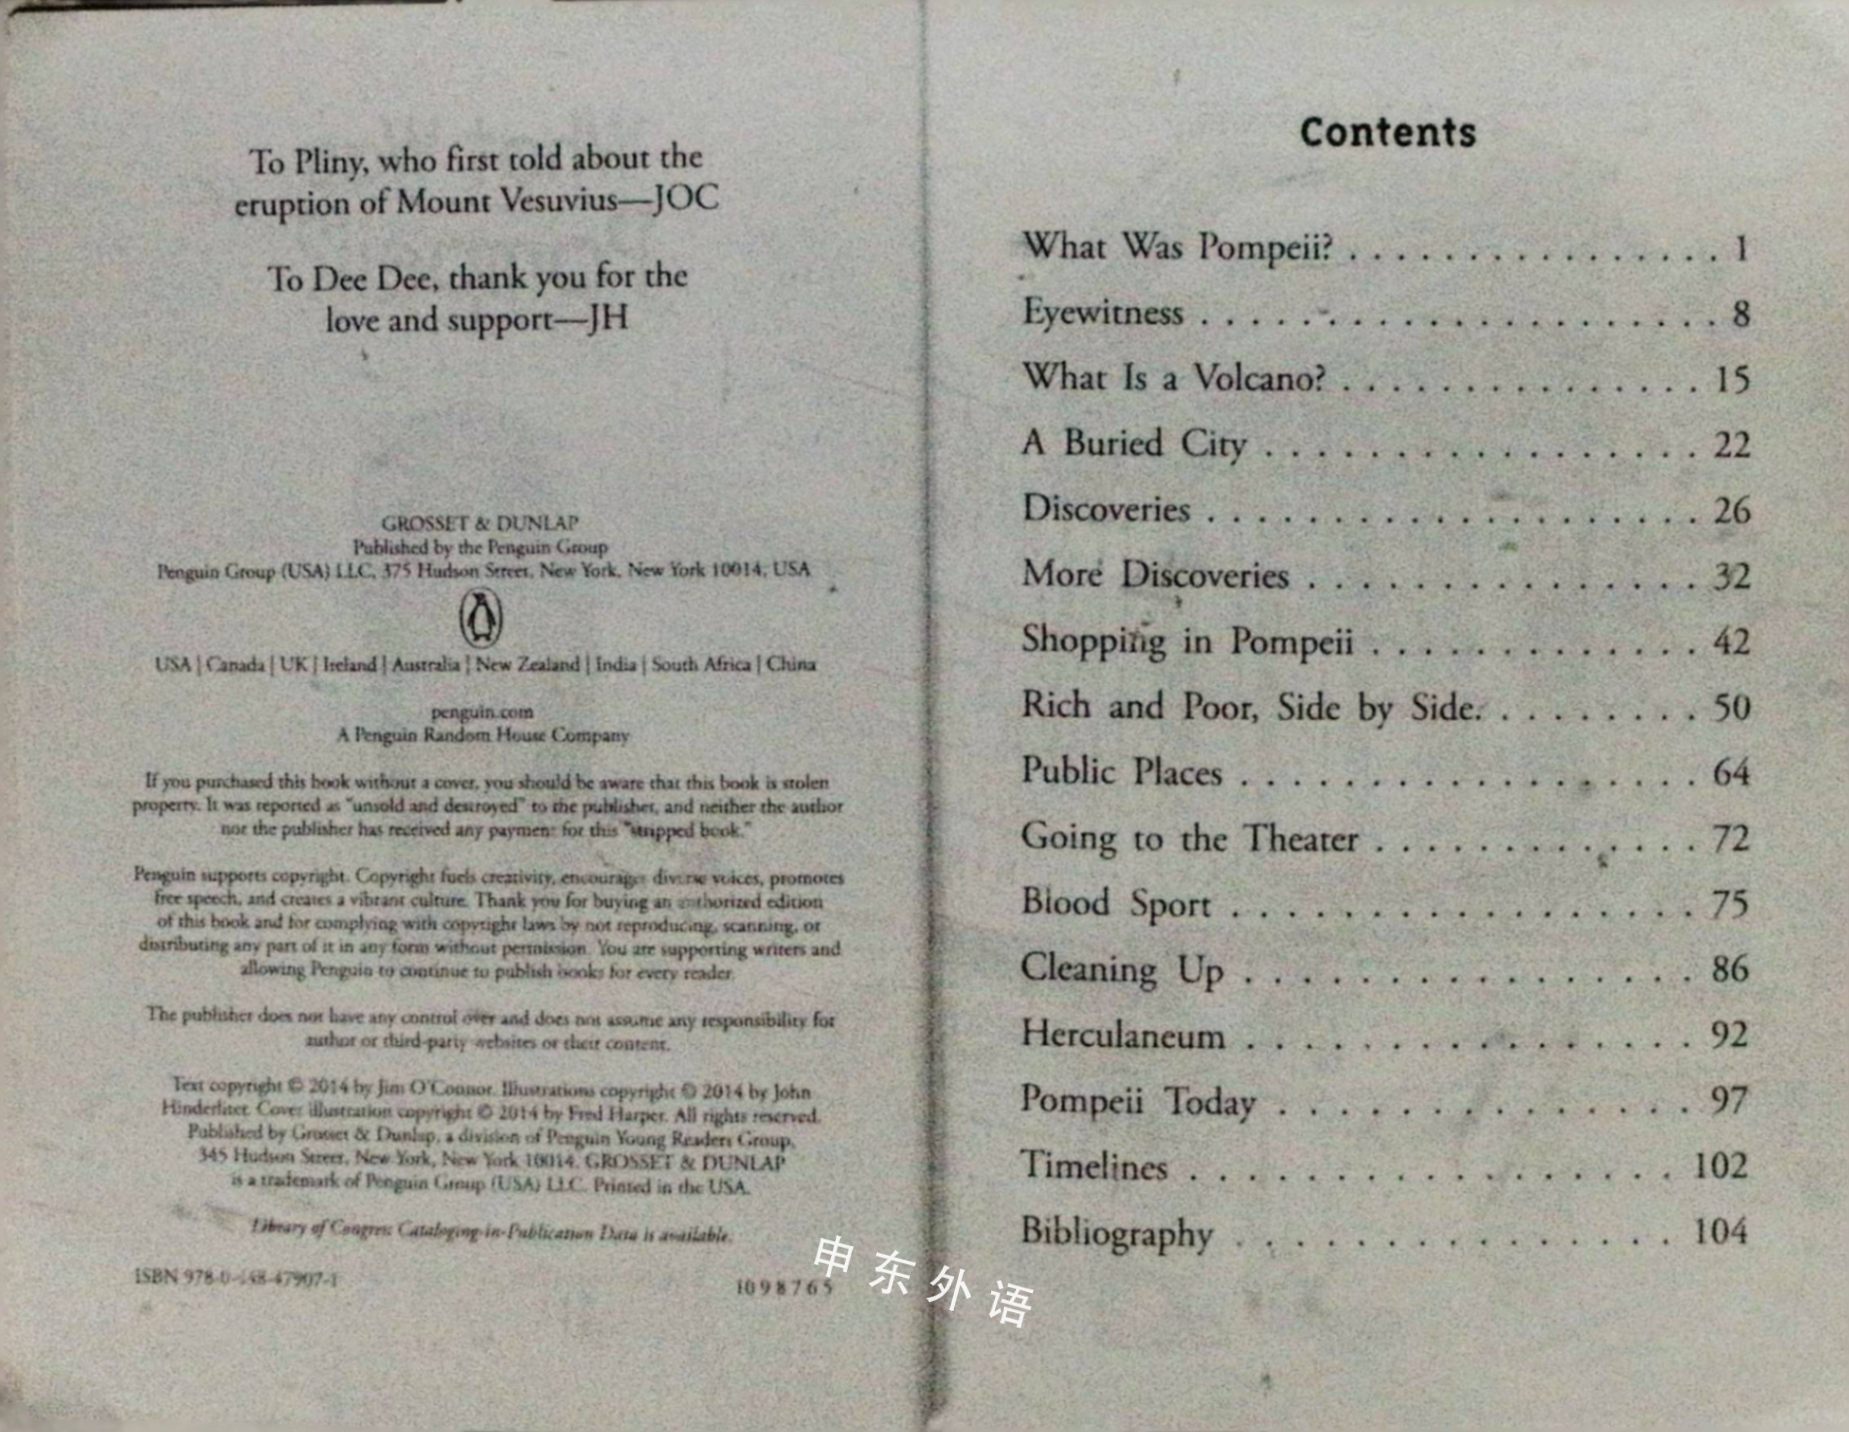 To Pliny, who first told about the
eruption of Mount Vesuvius—JOC
To Dee Dee, thank you for the
love and support—JH
GROSSET & DUNLAP
Published by the Penguin Group
Penguin Group (USA) LLC, 375 Hudson Street, New York, New York 10014, USA
USA | Canada | UK | Ireland | Australia | New Zealand | India | South Africa | China
penguin.com
A Penguin Random House Company
If you purchased this book without a cover, you should be aware that this book is stolen
property. It was reported as "unsold and destroyed" to the publisher, and neither the author
nor the publisher has received any payment for this "stripped book."
Penguin supports copyright. Copyright fuels creativity, encourages diverse voices, promotes
free speech, and creates a vibrant culture. Thank you for buying an authorized edition
of this book and for complying with copyright laws by not reproducing, scanning, or
distributing any part of it in any form without permission. You are supporting writers and
allowing Penguin to continue to publish books for every reader.
The publisher does not have any control over and does not assume any responsibility for
author or third-party websites or their content.
Text copyright © 2014 by Jim O'Connor. Illustrations copyright © 2014 by John
Hinderliter. Cover illustration copyright © 2014 by Fred Harper. All rights reserved.
Published by Grosset & Dunlap, a division of Penguin Young Readers Group,
345 Hudson Street, New York, New York 10014. GROSSET & DUNLAP
is a trademark of Penguin Group (USA) LLC. Printed in the USA.
Library of Congress Cataloging-in-Publication Data is available.
ISBN
10 9 8 7 6 5
Contents
What Was Pompeii? . . . . . . . . . . . . . . . 1
Eyewitness . . . . . . . . . . . . . . . . . . . . 8
What Is a Volcano? . . . . . . . . . . . . . . 15
A Buried City . . . . . . . . . . . . . . . . . 22
Discoveries . . . . . . . . . . . . . . . . . . . 26
More Discoveries . . . . . . . . . . . . . . . 32
Shopping in Pompeii . . . . . . . . . . . . . 42
Rich and Poor, Side by Side. . . . . . . . . 50
Public Places . . . . . . . . . . . . . . . . . . 64
Going to the Theater . . . . . . . . . . . . . 72
Blood Sport . . . . . . . . . . . . . . . . . . 75
Cleaning Up . . . . . . . . . . . . . . . . . . 86
Herculaneum . . . . . . . . . . . . . . . . . . 92
Pompeii Today . . . . . . . . . . . . . . . . 97
Timelines . . . . . . . . . . . . . . . . . . . 102
Bibliography . . . . . . . . . . . . . . . . . 104
申东外语